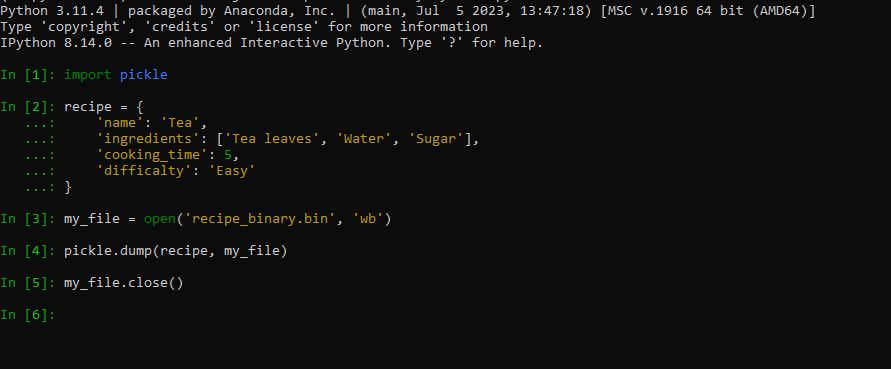 Python 3.11.4 | packaged by Anaconda, Inc. | (main, Jul  5 2023, 13:47:18) [MSC v.1916 64 bit (AMD64)]
Type 'copyright', 'credits' or 'license' for more information
IPython 8.14.0 -- An enhanced Interactive Python. Type '?' for help.
In [1]: import pickle
In [2]: recipe = {
   ...:     'name': 'Tea',
   ...:     'ingredients': ['Tea leaves', 'Water', 'Sugar'],
   ...:     'cooking_time': 5,
   ...:     'difficalty': 'Easy'
   ...: }
In [3]: my_file = open('recipe_binary.bin', 'wb')
In [4]: pickle.dump(recipe, my_file)
In [5]: my_file.close()
In [6]: